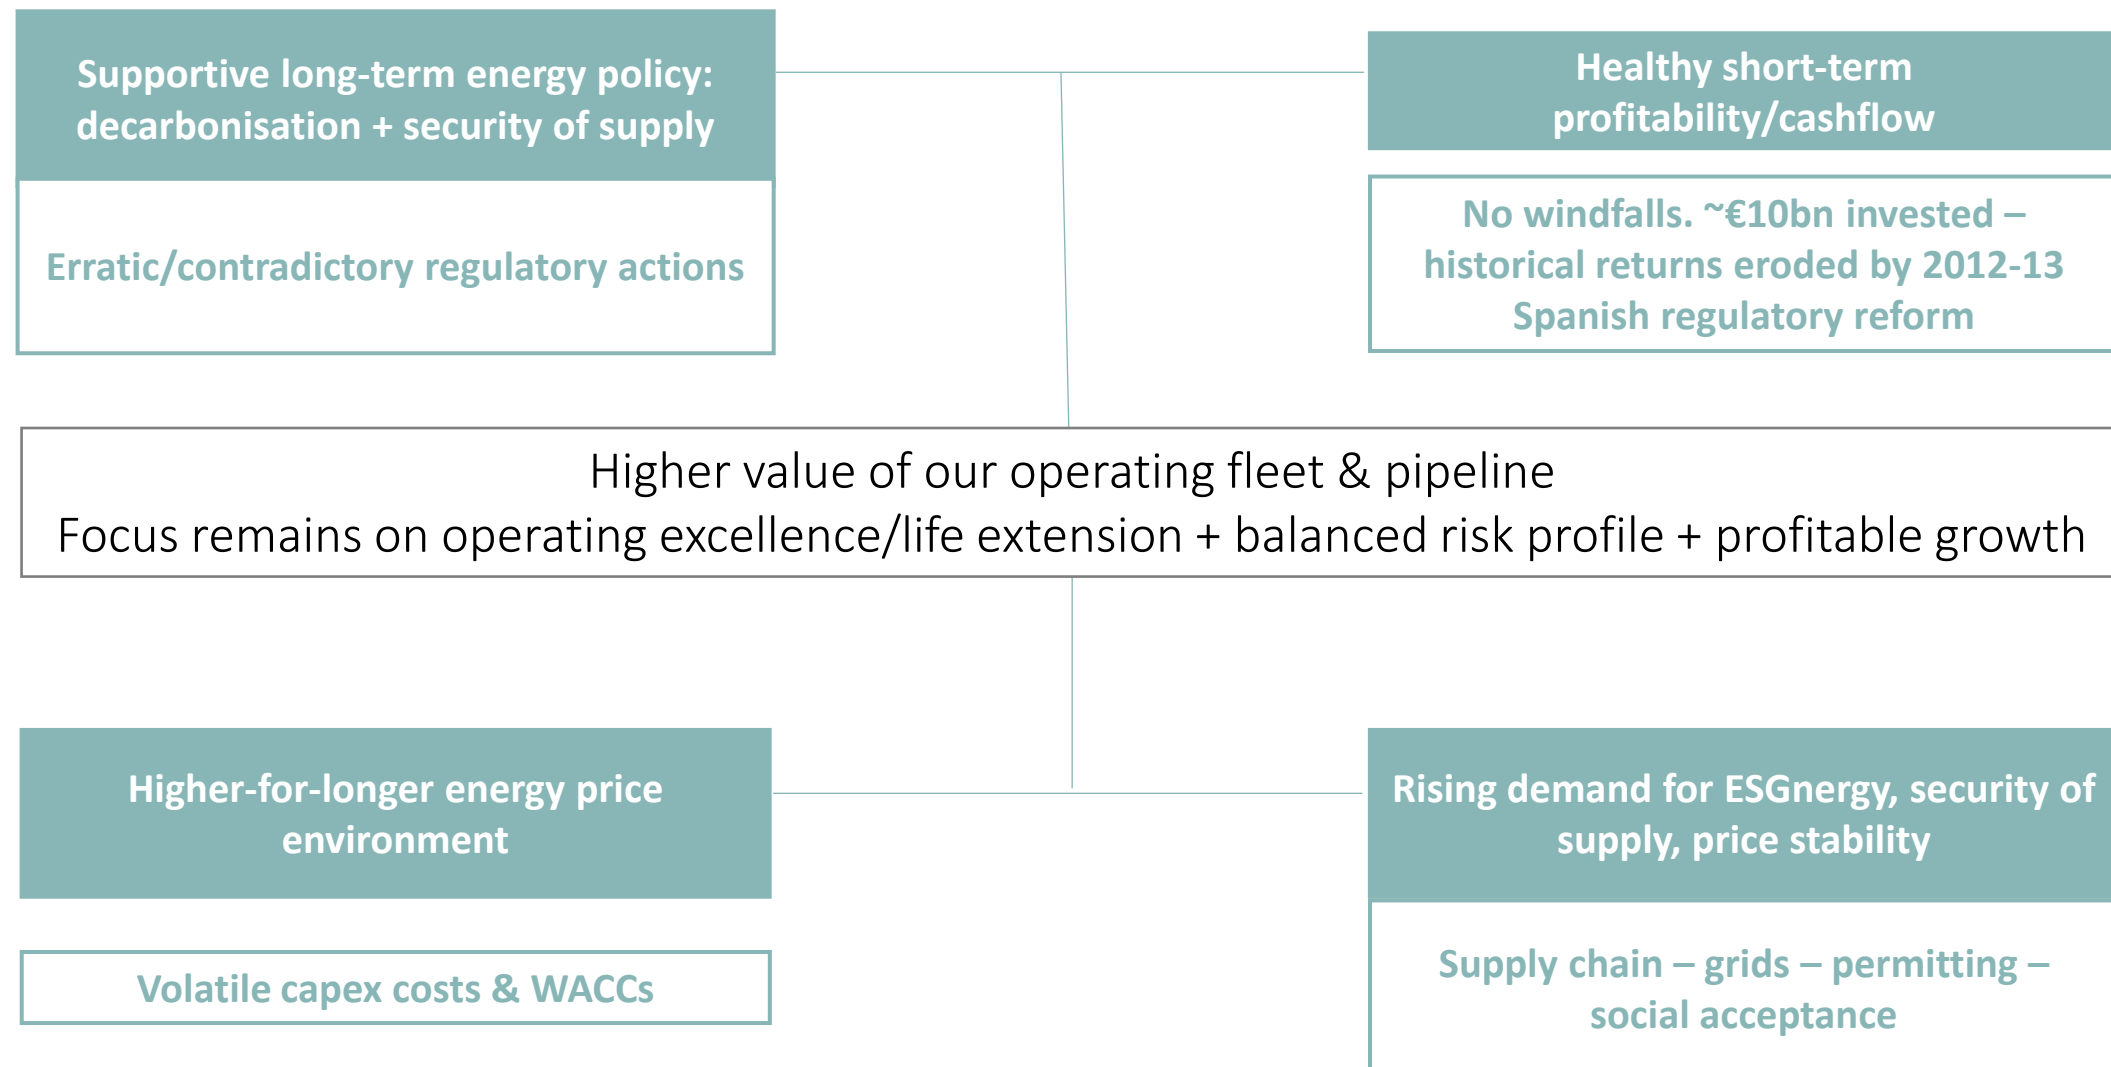 Supportive long-term energy policy:
decarbonisation + security of supply
Erratic/contradictory regulatory actions
Healthy short-term
profitability/cashflow
No windfalls. ~€10bn invested –
historical returns eroded by 2012-13
Spanish regulatory reform
Higher value of our operating fleet & pipeline
Focus remains on operating excellence/life extension + balanced risk profile + profitable growth
Higher-for-longer energy price
environment
Volatile capex costs & WACCs
Rising demand for ESGnergy, security of
supply, price stability
Supply chain – grids – permitting –
social acceptance